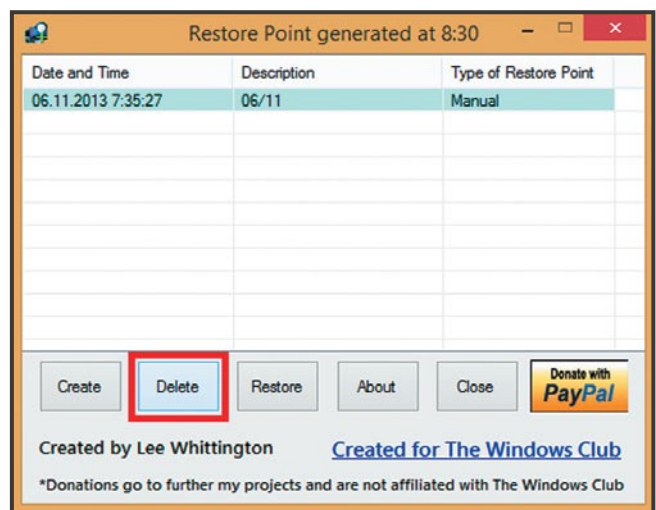 Restore Point generated at 8:30
Date and Time Description Type of Restore Point
06.11.2013 7:35:27 06/11 Manual
Create Delete Restore About Close Donate with
PayPal
Created by Lee Whittington Created for The Windows Club
*Donations go to further my projects and are not affiliated with The Windows Club